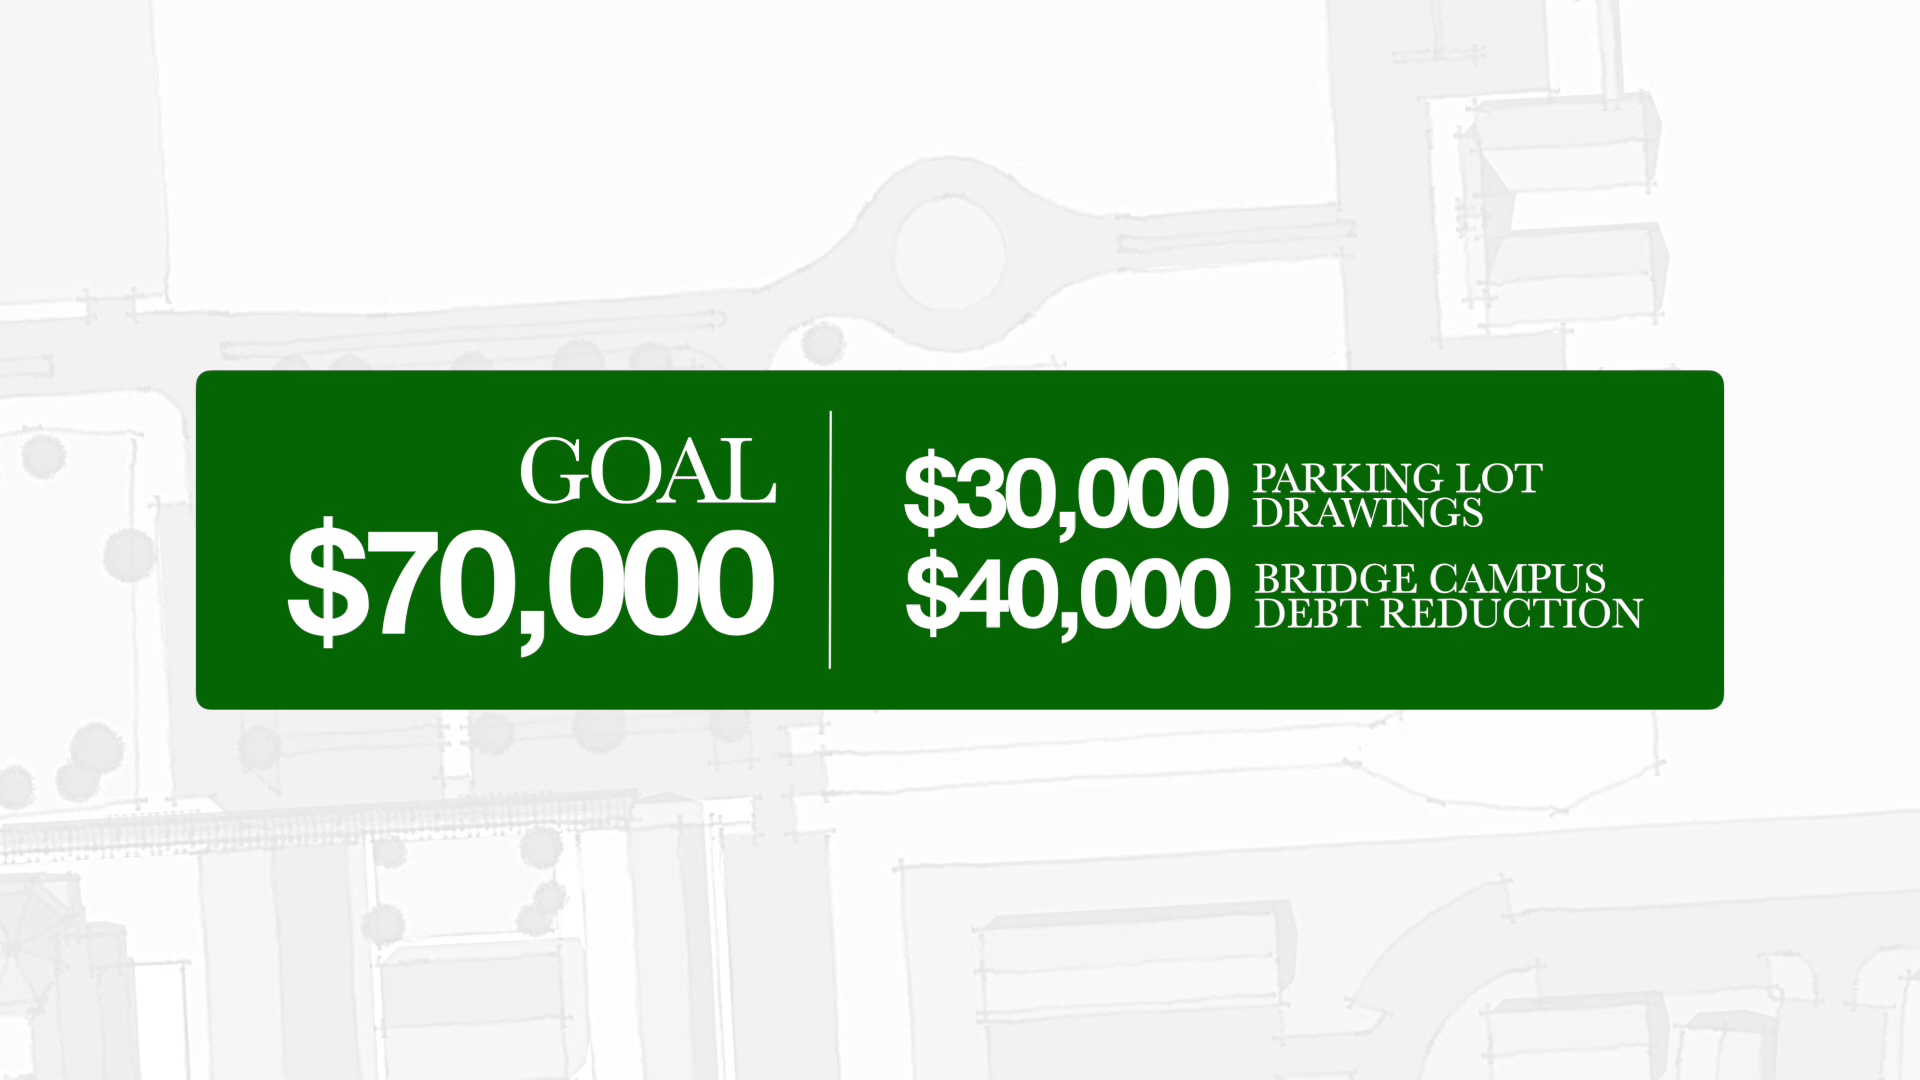 GOAL
$70,000
$30,000 PARKING LOT
DRAWINGS
$40,000 BRIDGE CAMPUS
DEBT REDUCTION